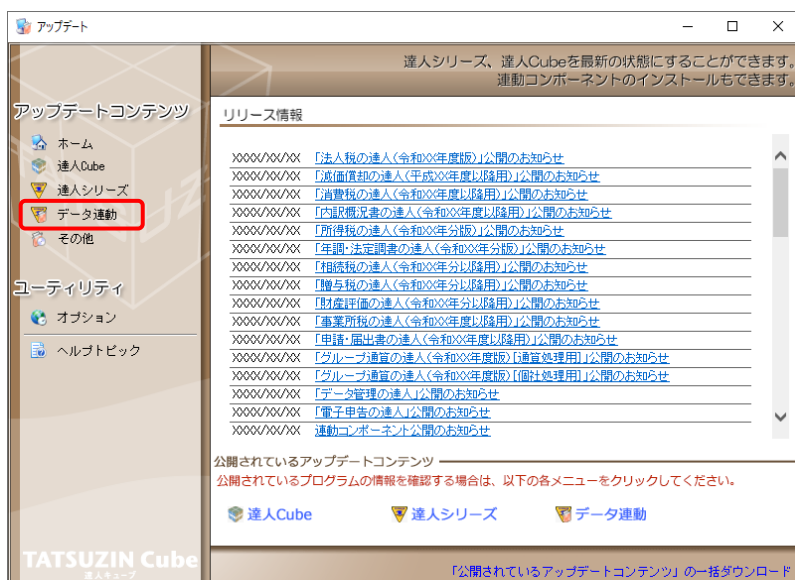 アップデート
達人シリーズ、達人Cubeを最新の状態にすることができます。
連動コンポーネントのインストールもできます。
アップデートコンテンツ
ホーム
達人Cube
達人シリーズ
データ連動
その他
ユーティリティ
オプション
ヘルプトピック
リリース情報
XXXX/XX/XX 「法人税の達人(令和XX年度版)」公開のお知らせ
XXXX/XX/XX 「減価償却の達人(平成XX年度以降用)」公開のお知らせ
XXXX/XX/XX 「消費税の達人(令和XX年度以降用)」公開のお知らせ
XXXX/XX/XX 「内訳概況書の達人(令和XX年度以降用)」公開のお知らせ
XXXX/XX/XX 「所得税の達人(令和XX年分版)」公開のお知らせ
XXXX/XX/XX 「年調・法定調書の達人(令和XX年分版)」公開のお知らせ
XXXX/XX/XX 「相続税の達人(令和XX年分以降用)」公開のお知らせ
XXXX/XX/XX 「贈与税の達人(令和XX年分以降用)」公開のお知らせ
XXXX/XX/XX 「財産評価の達人(令和XX年分以降用)」公開のお知らせ
XXXX/XX/XX 「事業所税の達人(令和XX年度以降用)」公開のお知らせ
XXXX/XX/XX 「申請・届出書の達人(令和XX年度以降用)」公開のお知らせ
XXXX/XX/XX 「グループ通算の達人(令和XX年度版)[通算処理用]」公開のお知らせ
XXXX/XX/XX 「グループ通算の達人(令和XX年度版)[個社処理用]」公開のお知らせ
XXXX/XX/XX 「データ管理の達人」公開のお知らせ
XXXX/XX/XX 「電子申告の達人」公開のお知らせ
XXXX/XX/XX 連動コンポーネント公開のお知らせ
公開されているアップデートコンテンツ
公開されているプログラムの情報を確認する場合は、以下の各メニューをクリックしてください。
達人Cube 達人シリーズ データ連動
TATSUZIN Cube
達人キューブ
「公開されているアップデートコンテンツ」の一括ダウンロード